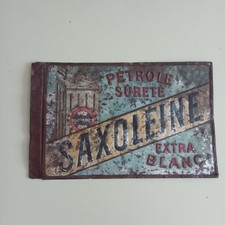 PÉTROLE
SÛRETÉ
SAXOLÉINE
EXTRA
BLANC